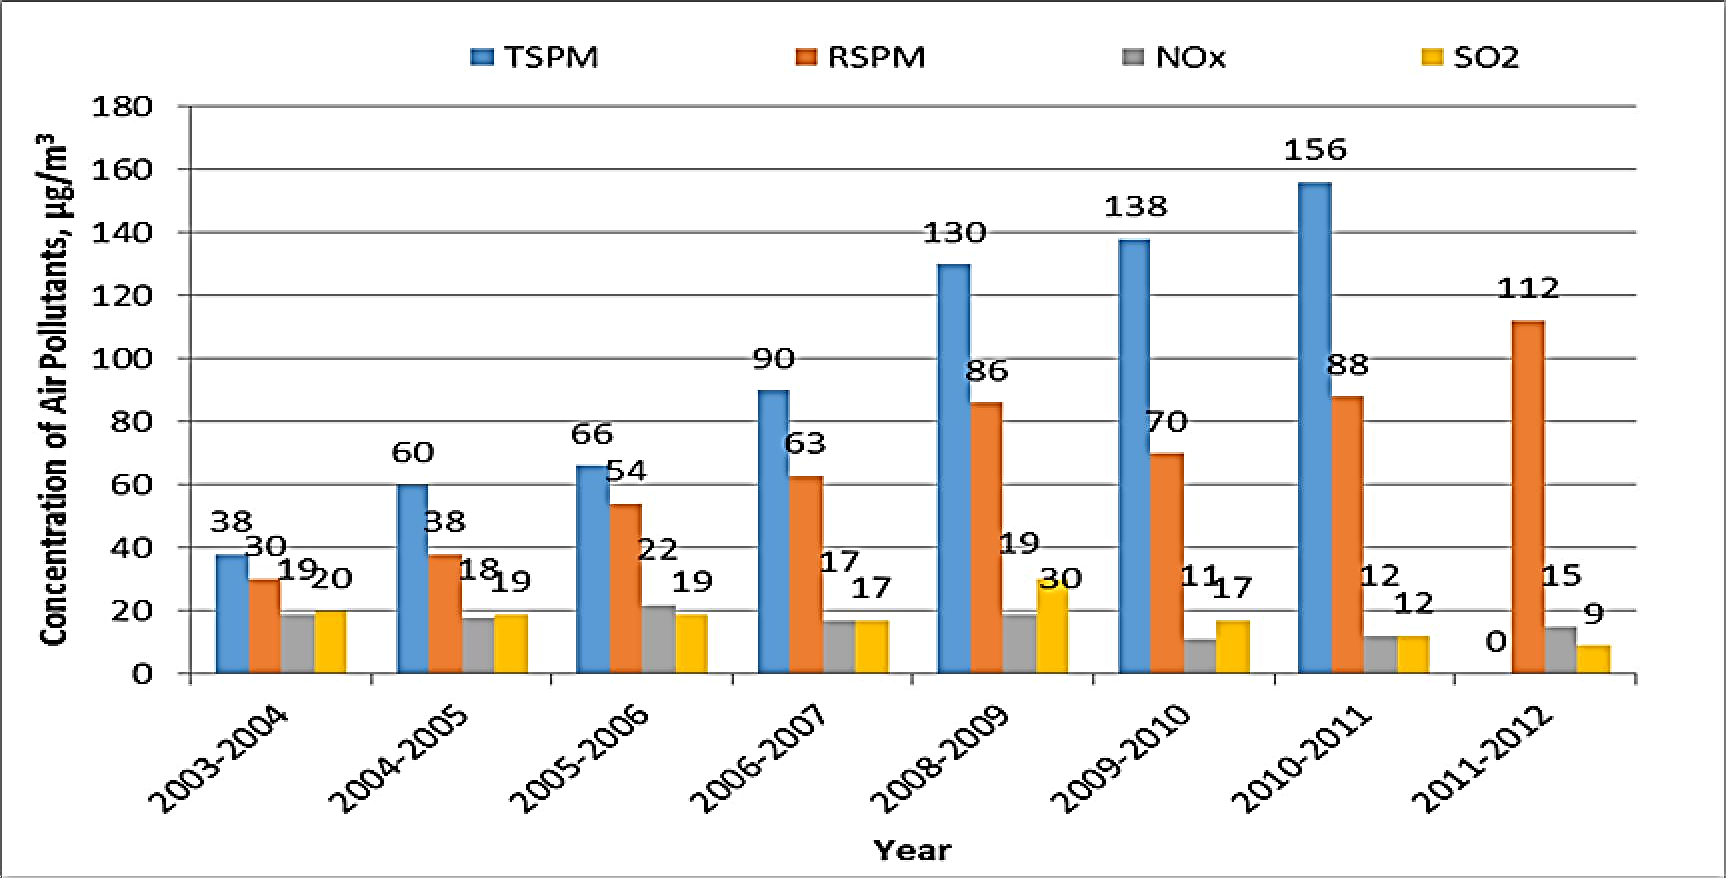 TSPM RSPM NOx SO2
Concentration of Air Pollutants, µg/m³
180
160
140
120
100
80
60
40
20
0
38 30 19 20
60 38 18 19
66 54 22 19
90 63 17 17
130 86 19 30
138 70 11 17
156 88 12 12
0 112 15 9
2003-2004
2004-2005
2005-2006
2006-2007
2008-2009
2009-2010
2010-2011
2011-2012
Year